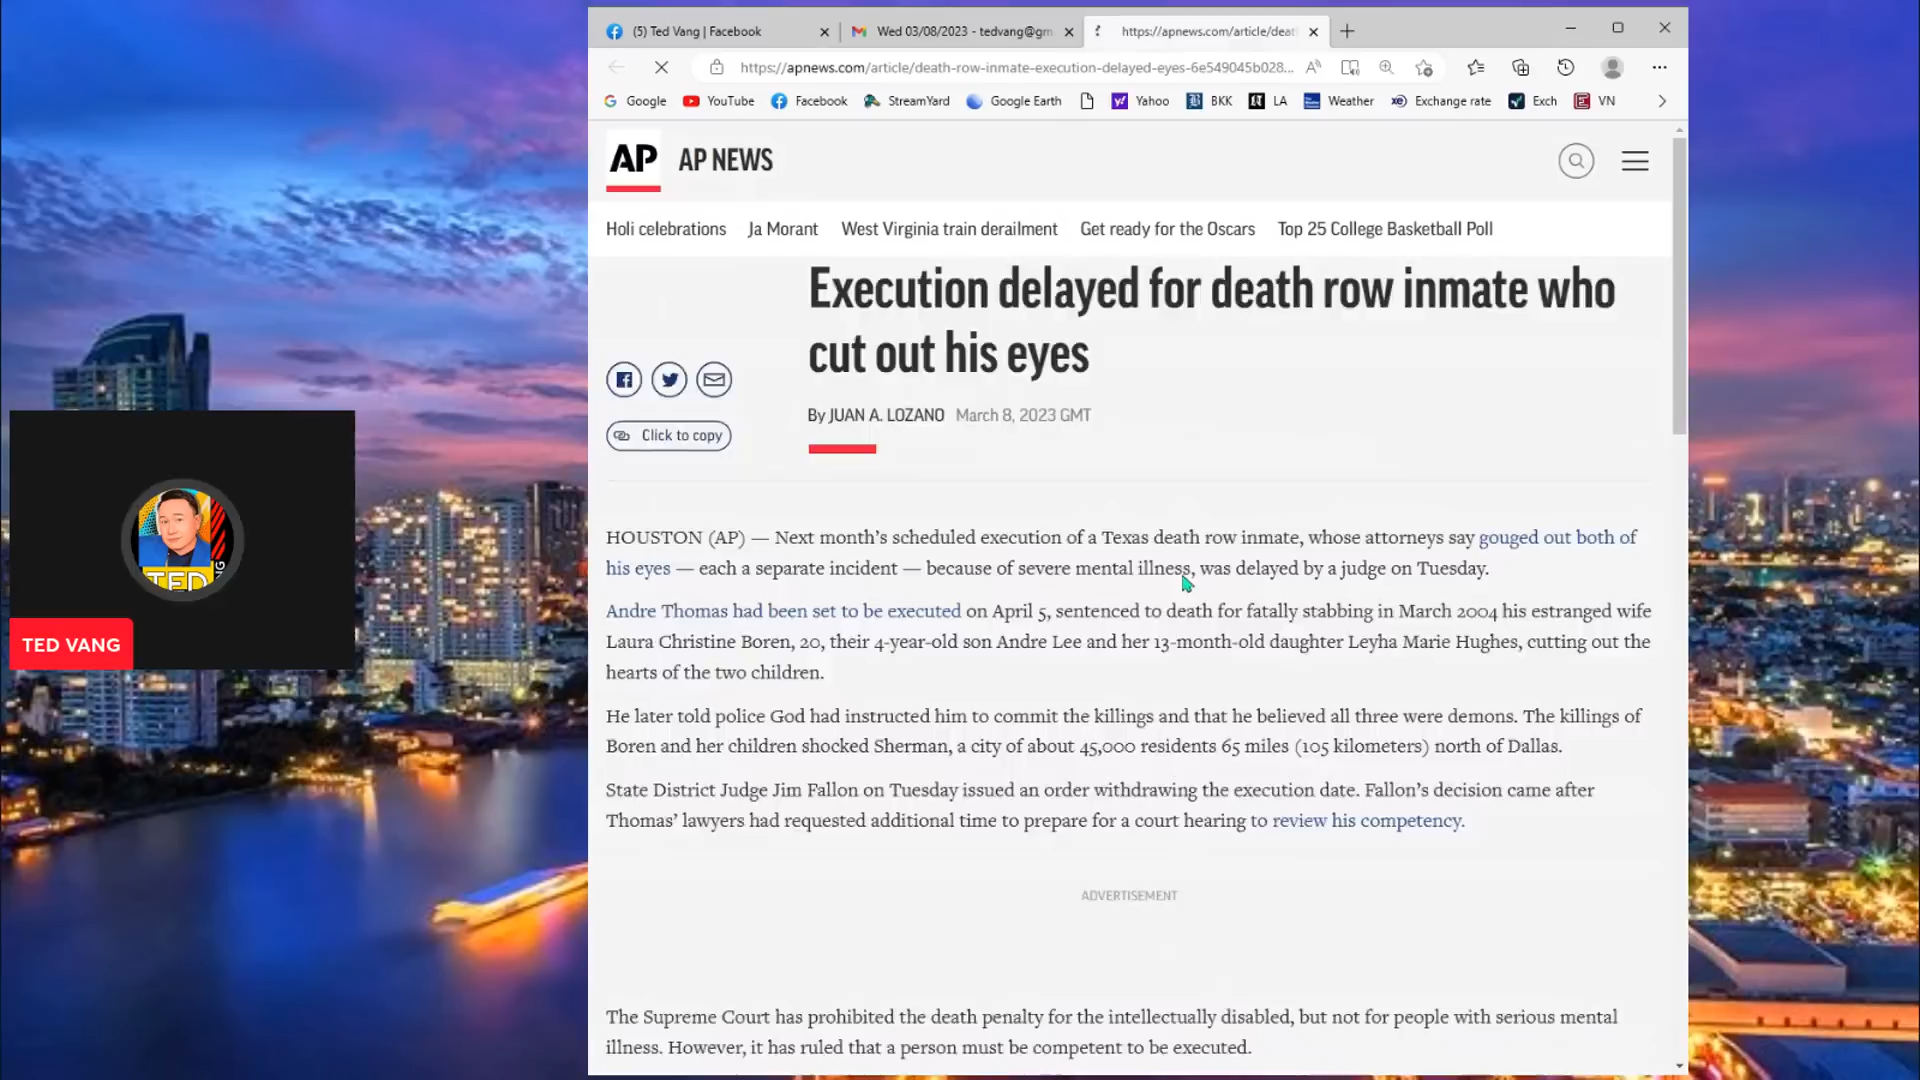 (5) Ted Vang | Facebook
Wed 03/08/2023 - tedvang@gm
https://apnews.com/article/deat
https://apnews.com/article/death-row-inmate-execution-delayed-eyes-6e549045b028...
Google YouTube Facebook StreamYard Google Earth Yahoo BKK LA Weather Exchange rate Exch VN
AP AP NEWS
Holi celebrations Ja Morant West Virginia train derailment Get ready for the Oscars Top 25 College Basketball Poll
Execution delayed for death row inmate who
cut out his eyes
By JUAN A. LOZANO March 8, 2023 GMT
Click to copy
HOUSTON (AP) — Next month's scheduled execution of a Texas death row inmate, whose attorneys say gouged out both of
his eyes — each a separate incident — because of severe mental illness, was delayed by a judge on Tuesday.
Andre Thomas had been set to be executed on April 5, sentenced to death for fatally stabbing in March 2004 his estranged wife
Laura Christine Boren, 20, their 4-year-old son Andre Lee and her 13-month-old daughter Leyha Marie Hughes, cutting out the
hearts of the two children.
He later told police God had instructed him to commit the killings and that he believed all three were demons. The killings of
Boren and her children shocked Sherman, a city of about 45,000 residents 65 miles (105 kilometers) north of Dallas.
State District Judge Jim Fallon on Tuesday issued an order withdrawing the execution date. Fallon's decision came after
Thomas' lawyers had requested additional time to prepare for a court hearing to review his competency.
ADVERTISEMENT
The Supreme Court has prohibited the death penalty for the intellectually disabled, but not for people with serious mental
illness. However, it has ruled that a person must be competent to be executed.
TED
TED VANG